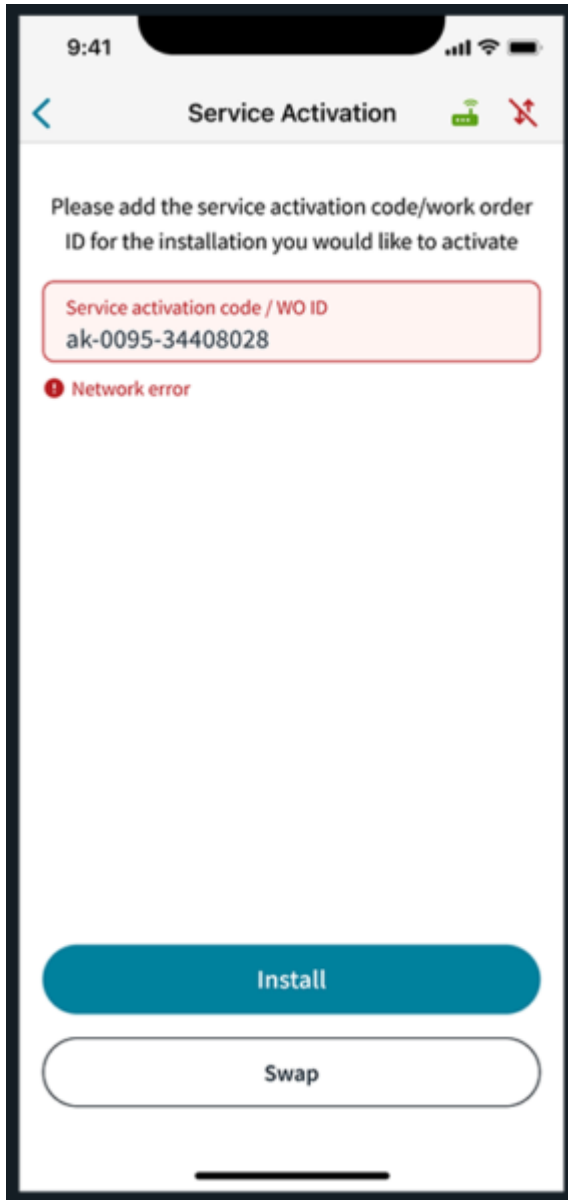 9:41
Service Activation
Please add the service activation code/work order
ID for the installation you would like to activate
Service activation code / WO ID
ak-0095-34408028
Network error
Install
Swap